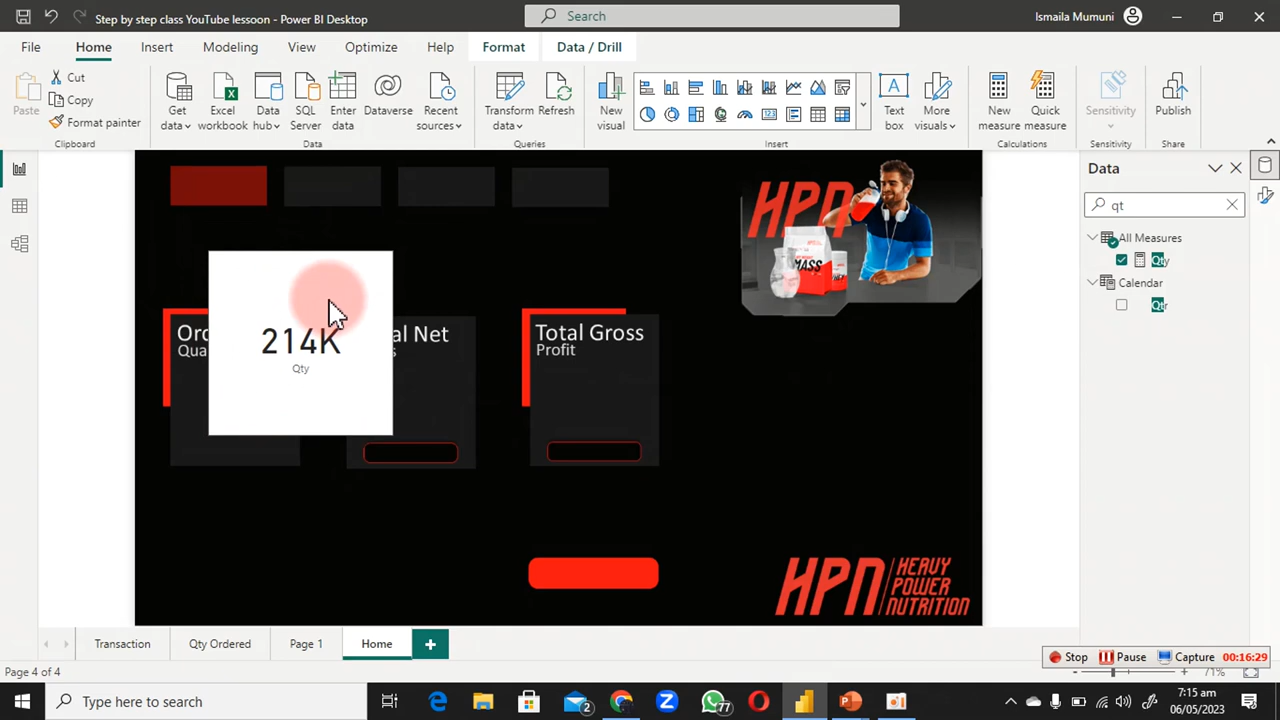 Step by step class YouTube lessoon - Power BI Desktop
Search
Ismaila Mumuni
File
Home
Insert
Modeling
View
Optimize
Help
Format
Data / Drill
Paste
Cut
Copy
Format painter
Get data
Excel workbook
Data hub
SQL Server
Enter data
Dataverse
Recent sources
Transform data
Refresh
New visual
Text box
More visuals
New measure
Quick measure
Sensitivity
Publish
Clipboard
Data
Queries
Insert
Calculations
Sensitivity
Share
HPN
MASS
Data
qt
All Measures
Qty
Calendar
Qtr
214K
Qty
Total Gross
Profit
HPN
HEAVY
POWER
NUTRITION
Transaction
Qty Ordered
Page 1
Home
Page 4 of 4
Stop
Pause
Capture
00:16:29
71%
Type here to search
2
77
7:15 am
06/05/2023